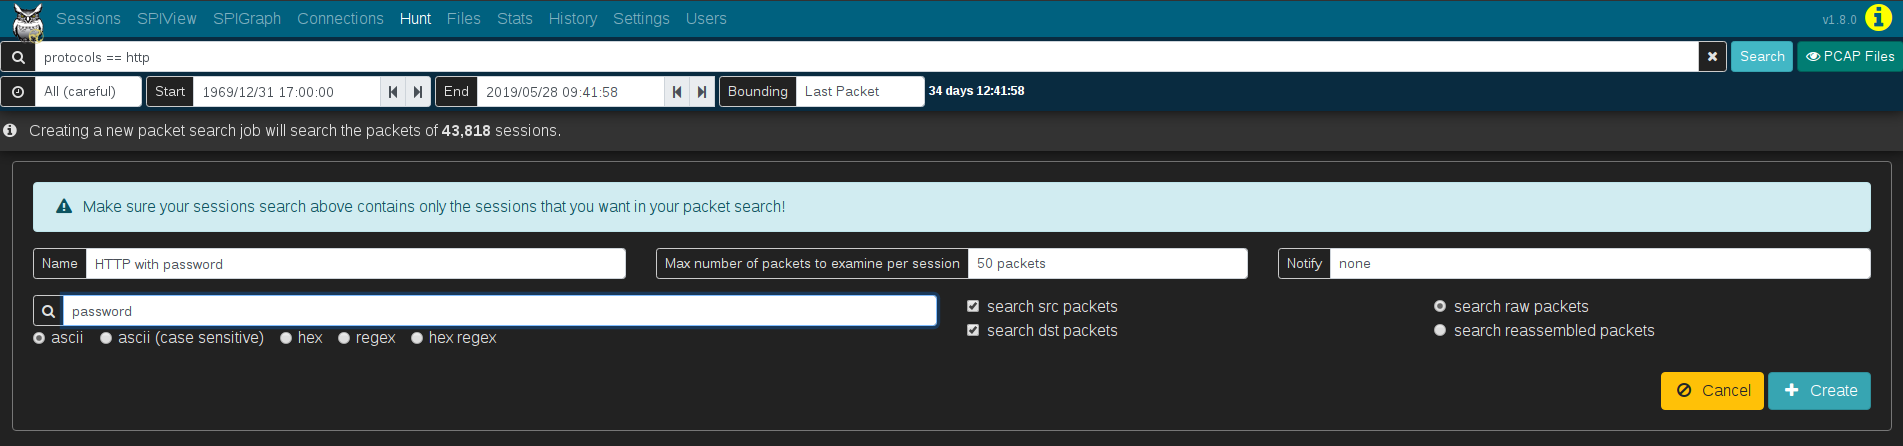 Sessions SPIView SPIGraph Connections Hunt Files Stats History Settings Users v1.8.0
protocols == http Search PCAP Files
All (careful) Start 1969/12/31 17:00:00 End 2019/05/28 09:41:58 Bounding Last Packet 34 days 12:41:58
Creating a new packet search job will search the packets of 43,818 sessions.
Make sure your sessions search above contains only the sessions that you want in your packet search!
Name HTTP with password Max number of packets to examine per session 50 packets Notify none
password search src packets search raw packets
search dst packets search reassembled packets
ascii ascii (case sensitive) hex regex hex regex
Cancel Create